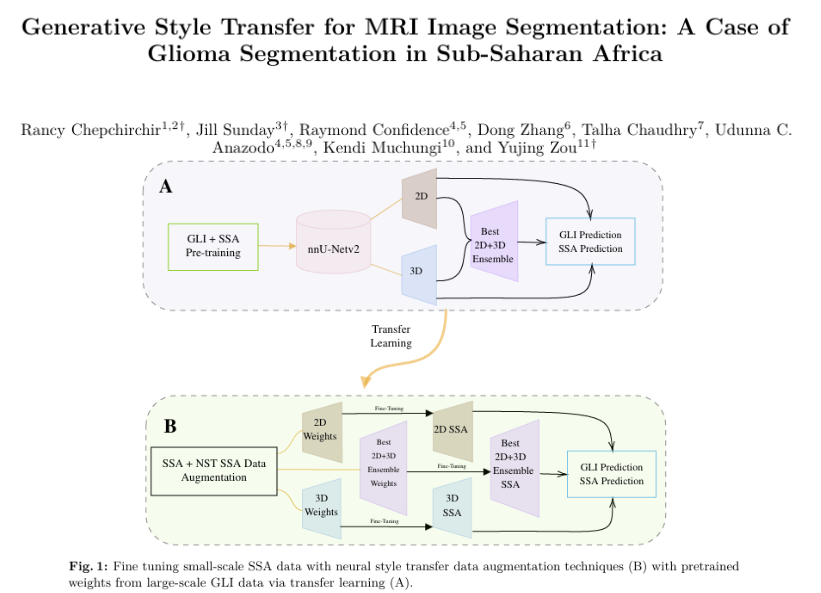 Generative Style Transfer for MRI Image Segmentation: A Case of
Glioma Segmentation in Sub-Saharan Africa
Rancy Chepchirchir1,2†, Jill Sunday3†, Raymond Confidence4,5, Dong Zhang6, Talha Chaudhry7, Udunna C.
Anazodo4,5,8,9, Kendi Muchungi10, and Yujing Zou11†
A
GLI + SSA
Pre-training
nnU-Netv2
2D
3D
Best
2D+3D
Ensemble
GLI Prediction
SSA Prediction
Transfer
Learning
B
SSA + NST SSA Data
Augmentation
2D
Weights
3D
Weights
Fine-Tuning
Best
2D+3D
Ensemble
Weights
Fine-Tuning
Fine-Tuning
2D SSA
3D
SSA
Best
2D+3D
Ensemble
SSA
GLI Prediction
SSA Prediction
Fig. 1: Fine tuning small-scale SSA data with neural style transfer data augmentation techniques (B) with pretrained
weights from large-scale GLI data via transfer learning (A).